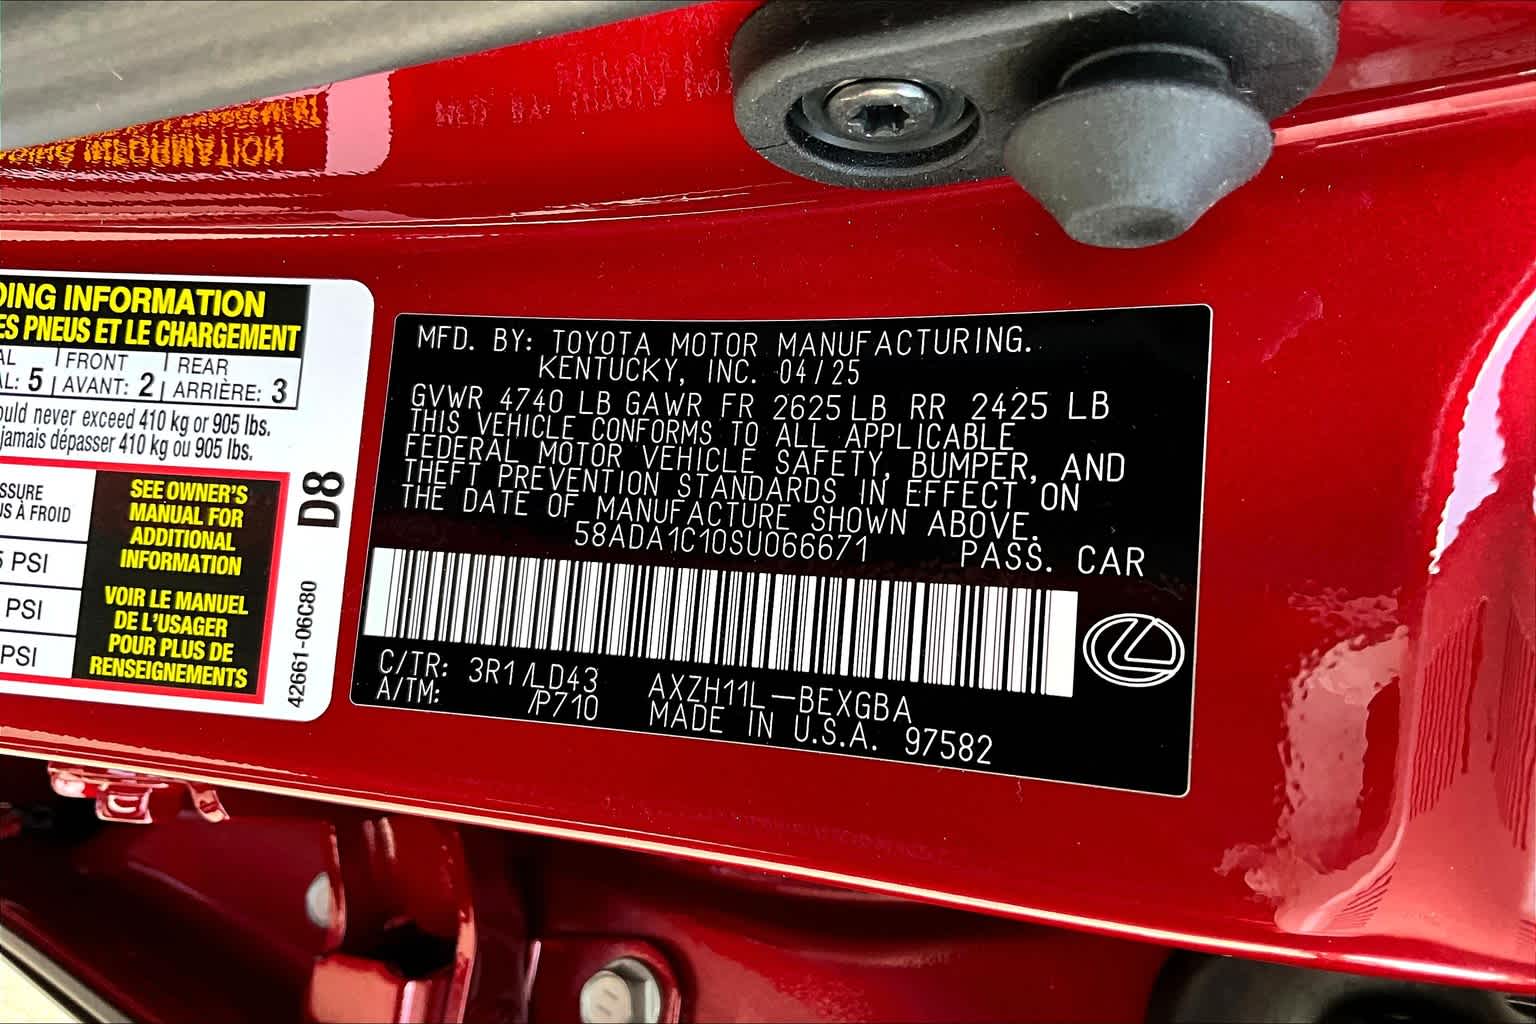 DING INFORMATION
ES PNEUS ET LE CHARGEMENT
AL | FRONT | REAR
L: 5 | AVANT: 2 | ARRIÈRE: 3
ould never exceed 410 kg or 905 lbs.
jamais dépasser 410 kg ou 905 lbs.
SSURE
US À FROID
5 PSI
PSI
PSI
SEE OWNER'S
MANUAL FOR
ADDITIONAL
INFORMATION
VOIR LE MANUEL
DE L'USAGER
POUR PLUS DE
RENSEIGNEMENTS
D8
42661-06C80
MFD. BY: TOYOTA MOTOR MANUFACTURING.
KENTUCKY, INC. 04/25
GVWR 4740 LB GAWR FR 2625 LB RR 2425 LB
THIS VEHICLE CONFORMS TO ALL APPLICABLE
FEDERAL MOTOR VEHICLE SAFETY, BUMPER, AND
THEFT PREVENTION STANDARDS IN EFFECT ON
THE DATE OF MANUFACTURE SHOWN ABOVE.
58ADA1C10SU066671 PASS. CAR
C/TR: 3R1/LD43 AXZH11L-BEXGBA
A/TM: /P710 MADE IN U.S.A. 97582